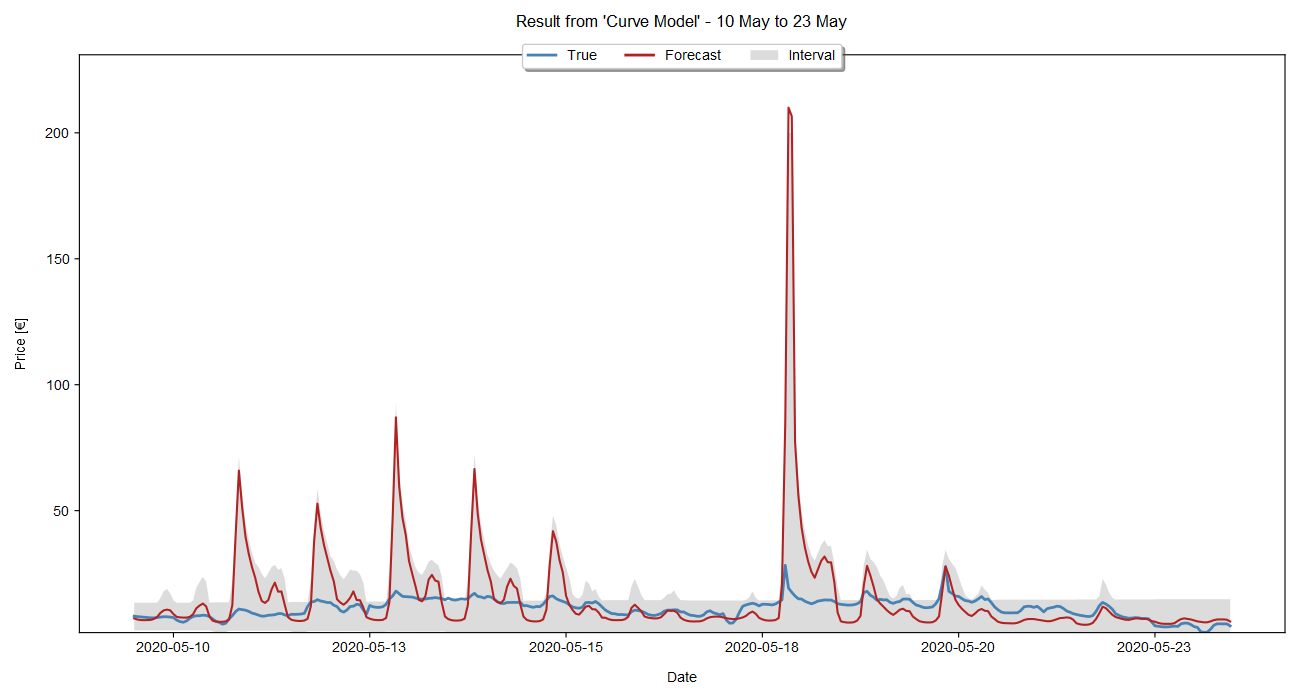 Result from 'Curve Model' - 10 May to 23 May
True Forecast Interval
Price [€]
200
150
100
50
2020-05-10 2020-05-13 2020-05-15 2020-05-18 2020-05-20 2020-05-23
Date